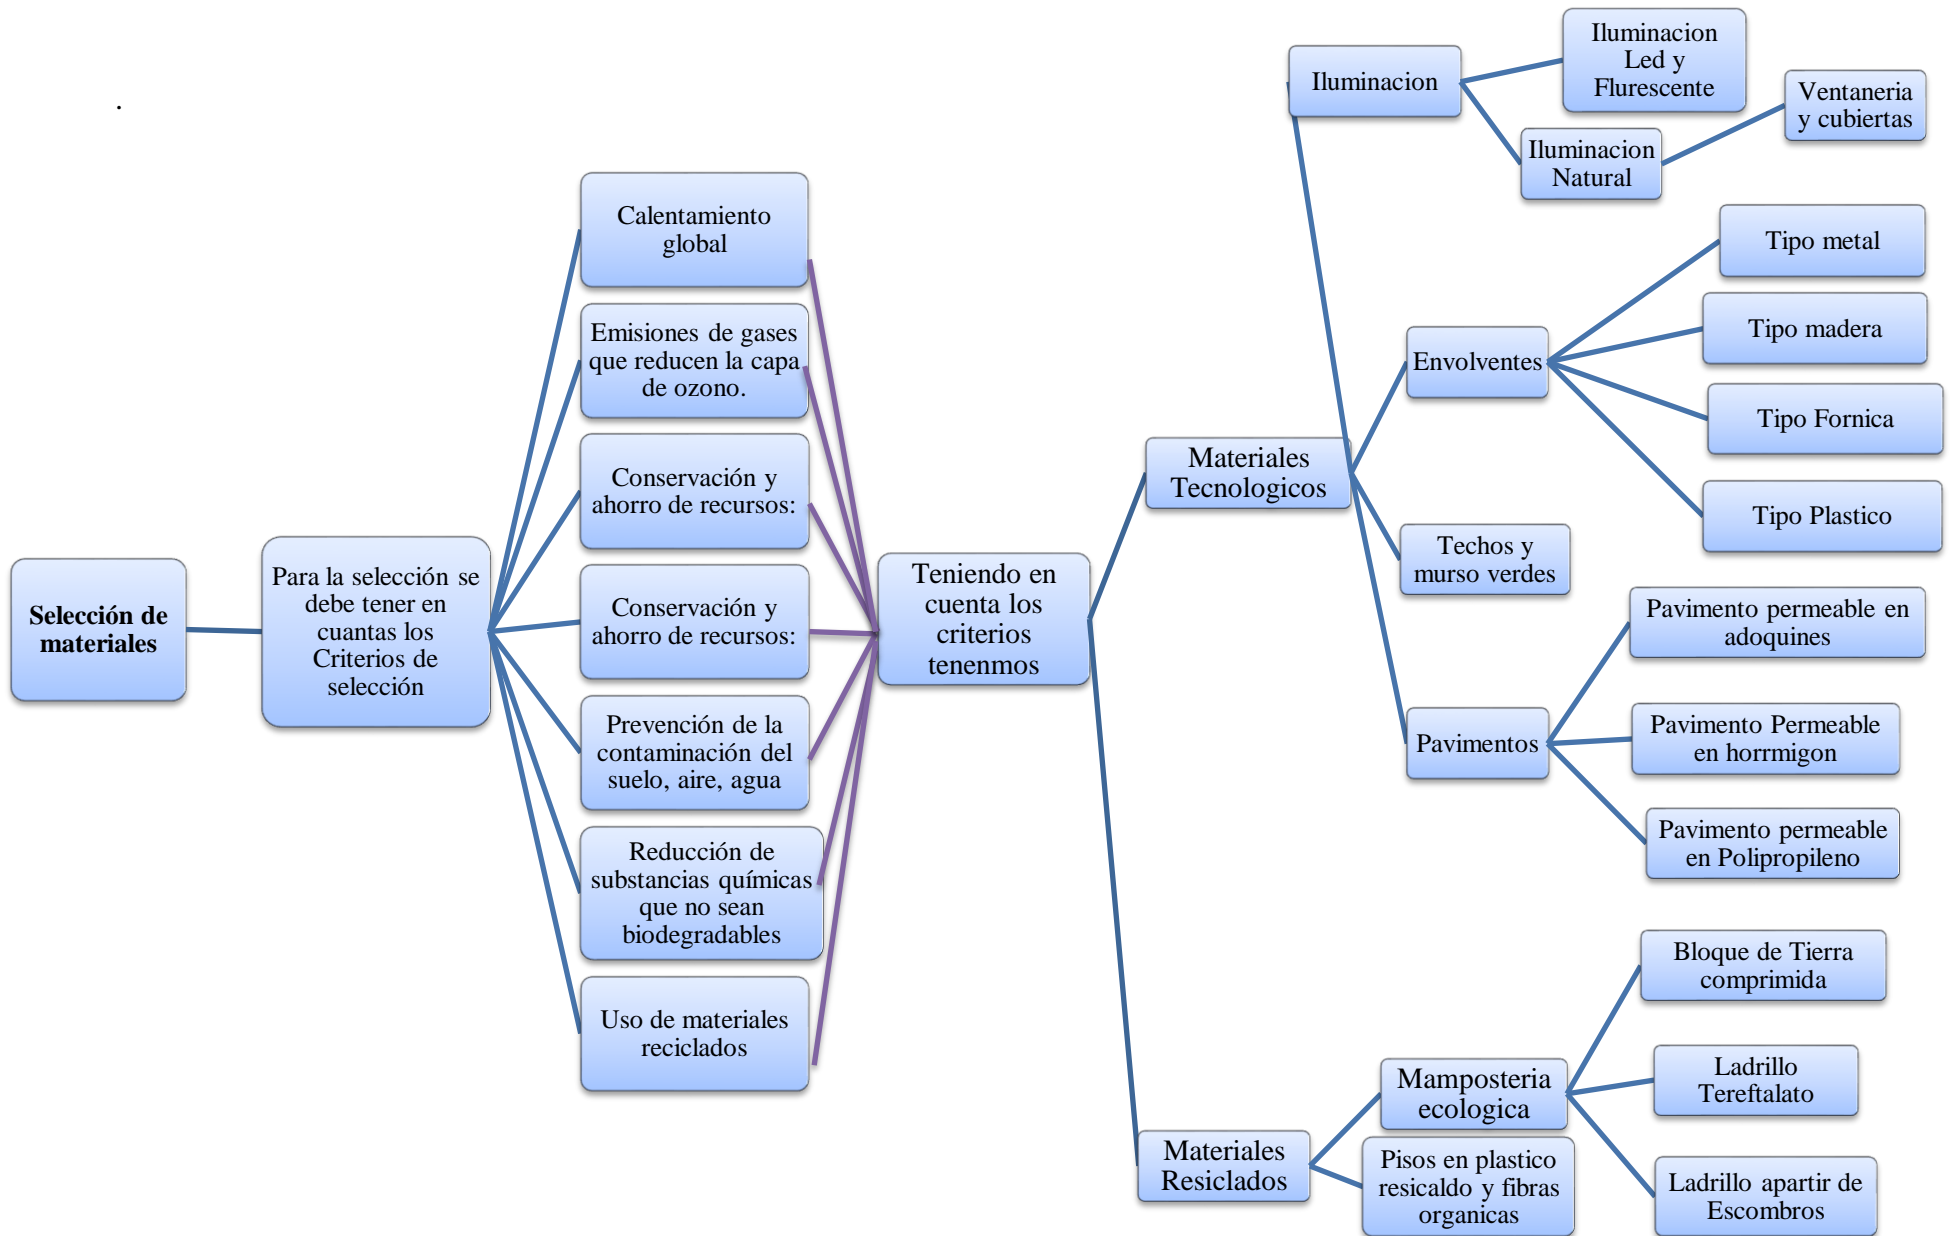 .
Selección de
materiales
Para la selección se
debe tener en
cuantas los
Criterios de
selección
Calentamiento
global
Emisiones de gases
que reducen la capa
de ozono.
Conservación y
ahorro de recursos:
Conservación y
ahorro de recursos:
Prevención de la
contaminación del
suelo, aire, agua
Reducción de
substancias químicas
que no sean
biodegradables
Uso de materiales
reciclados
Teniendo en
cuenta los
criterios
tenenmos
Materiales
Tecnologicos
Iluminacion
Iluminacion
Led y
Flurescente
Iluminacion
Natural
Ventaneria
y cubiertas
Envolventes
Tipo metal
Tipo madera
Tipo Fornica
Tipo Plastico
Techos y
murso verdes
Pavimentos
Pavimento permeable en
adoquines
Pavimento Permeable
en horrmigon
Pavimento permeable
en Polipropileno
Materiales
Resiclados
Mamposteria
ecologica
Bloque de Tierra
comprimida
Ladrillo
Tereftalato
Ladrillo apartir de
Escombros
Pisos en plastico
resicaldo y fibras
organicas